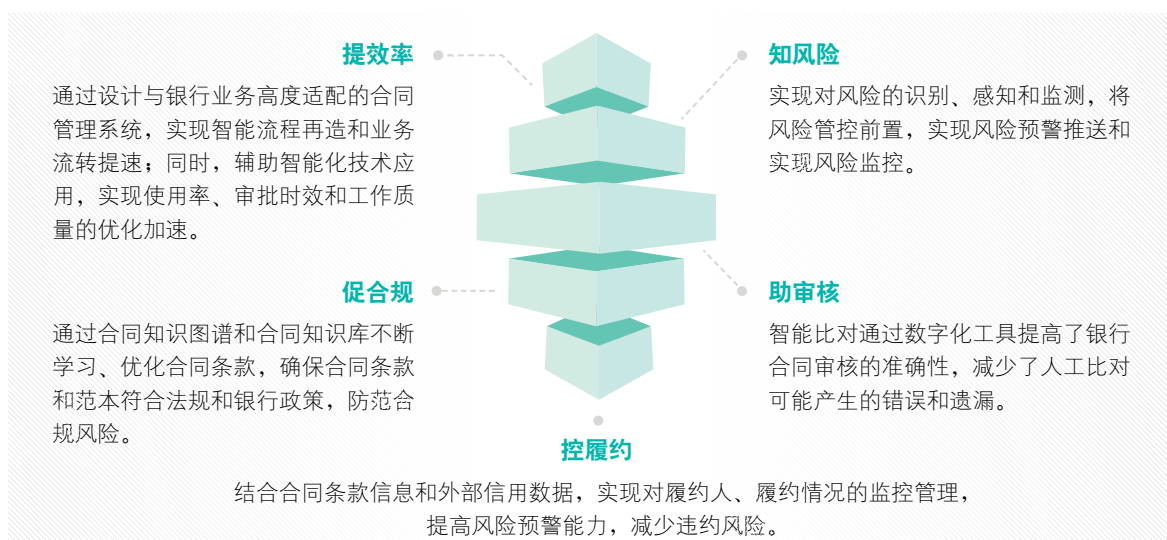 提效率
通过设计与银行业务高度适配的合同
管理系统，实现智能流程再造和业务
流转提速；同时，辅助智能化技术应
用，实现使用率、审批时效和工作质
量的优化加速。
知风险
实现对风险的识别、感知和监测，将
风险管控前置，实现风险预警推送和
实现风险监控。
促合规
通过合同知识图谱和合同知识库不断
学习、优化合同条款，确保合同条款
和范本符合法规和银行政策，防范合
规风险。
助审核
智能比对通过数字化工具提高了银行
合同审核的准确性，减少了人工比对
可能产生的错误和遗漏。
控履约
结合合同条款信息和外部信用数据，实现对履约人、履约情况的监控管理，
提高风险预警能力，减少违约风险。